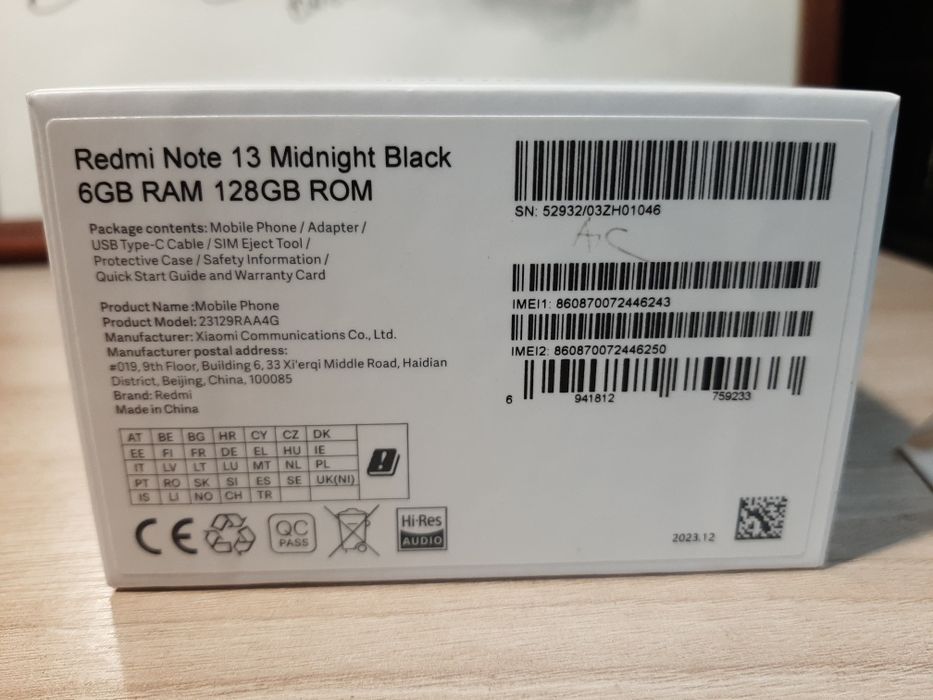 Redmi Note 13 Midnight Black
6GB RAM 128GB ROM
Package contents: Mobile Phone / Adapter /
USB Type-C Cable / SIM Eject Tool /
Protective Case / Safety Information /
Quick Start Guide and Warranty Card
Product Name :Mobile Phone
Product Model: 23129RAA4G
Manufacturer: Xiaomi Communications Co., Ltd.
Manufacturer postal address:
#019, 9th Floor, Building 6, 33 Xi'erqi Middle Road, Haidian
District, Beijing, China, 100085
Brand: Redmi
Made in China
AT BE BG HR CY CZ DK
EE FI FR DE EL HU IE
IT LV LT LU MT NL PL
PT RO SK SI ES SE UK(NI)
IS LI NO CH TR
CE
QC
PASS
Hi-Res
AUDIO
SN: 52932/03ZH01046
IMEI1: 860870072446243
IMEI2: 860870072446250
6 941812 759233
2023.12